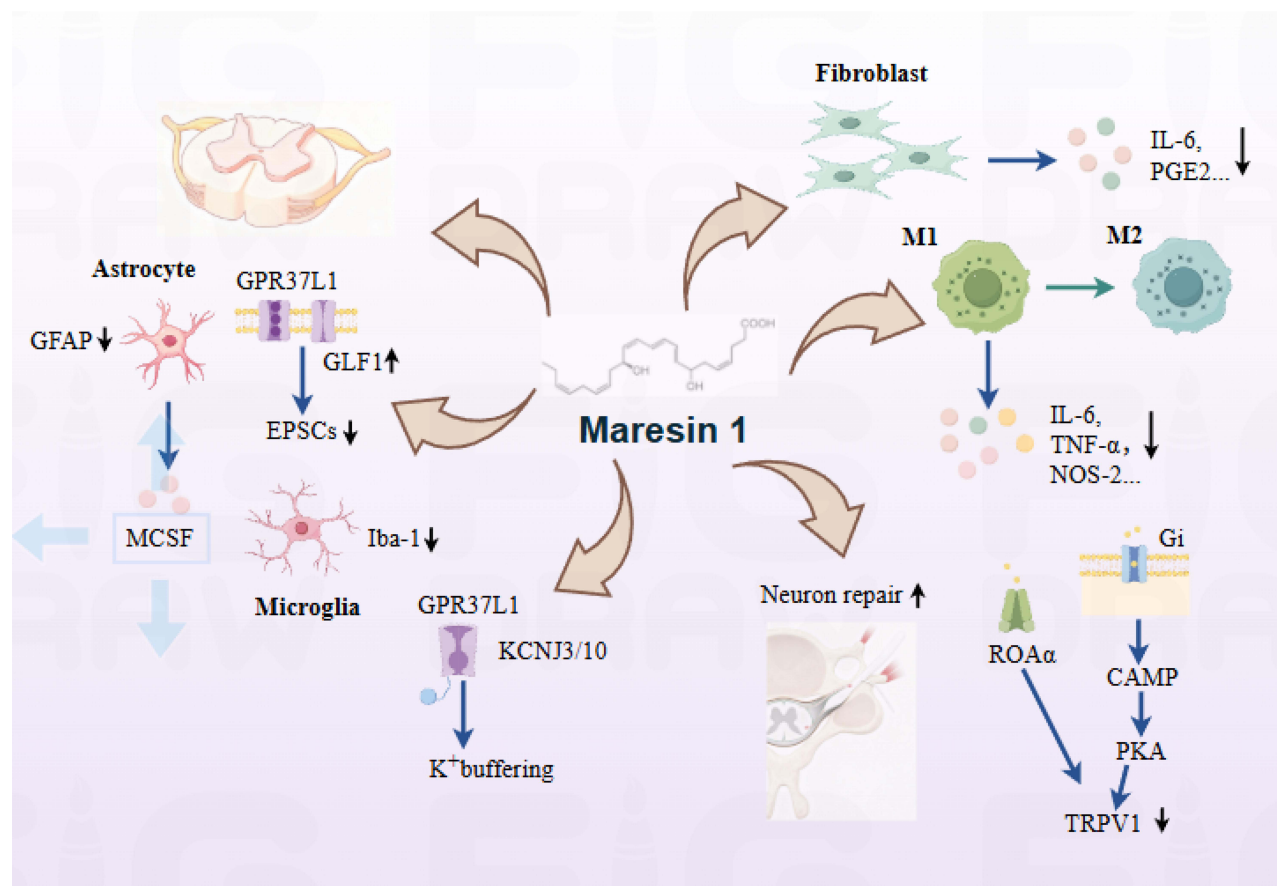 Fibroblast
IL-6,
PGE2...
M1
M2
IL-6,
TNF-α,
NOS-2...
Astrocyte
GFAP
GPR37L1
GLF1
EPSCs
MCSF
Iba-1
Microglia
COOH
OH
OH
Maresin 1
GPR37L1
KCNJ3/10
K⁺buffering
Neuron repair
ROAα
Gi
CAMP
PKA
TRPV1